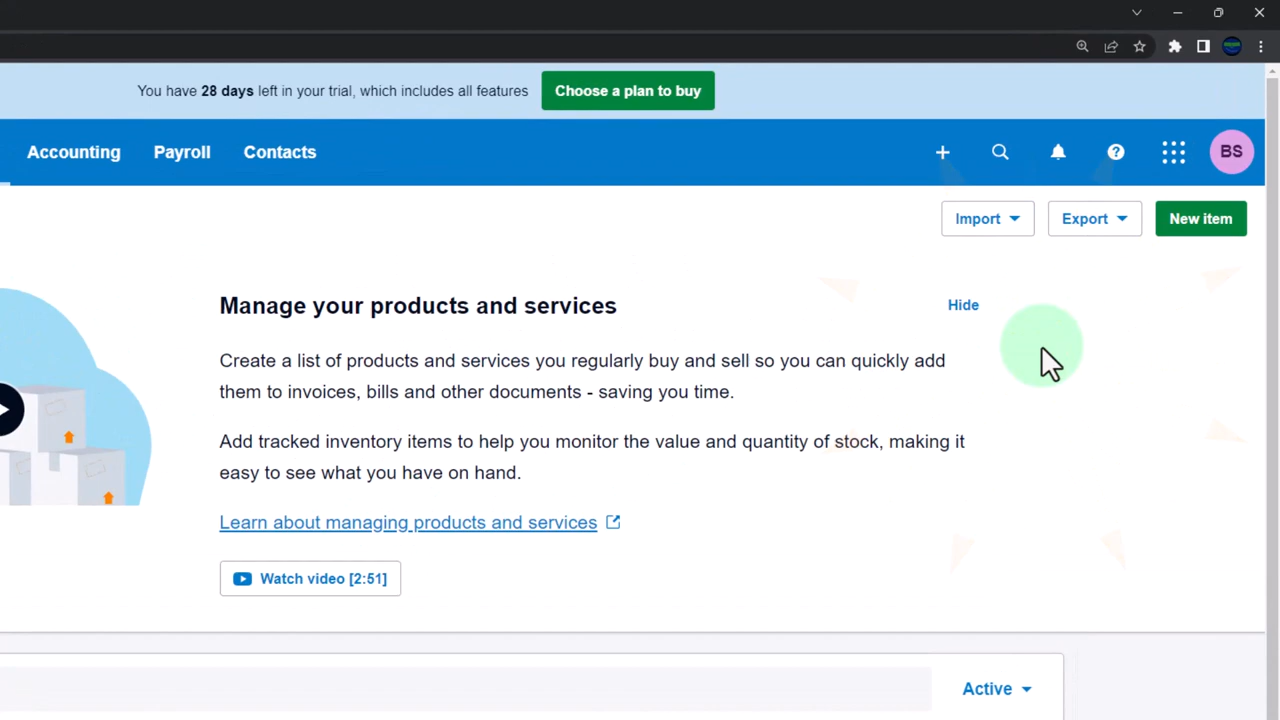 You have 28 days left in your trial, which includes all features
Choose a plan to buy
Accounting Payroll Contacts
BS
Import Export New item
Manage your products and services
Hide
Create a list of products and services you regularly buy and sell so you can quickly add
them to invoices, bills and other documents - saving you time.
Add tracked inventory items to help you monitor the value and quantity of stock, making it
easy to see what you have on hand.
Learn about managing products and services
Watch video [2:51]
Active